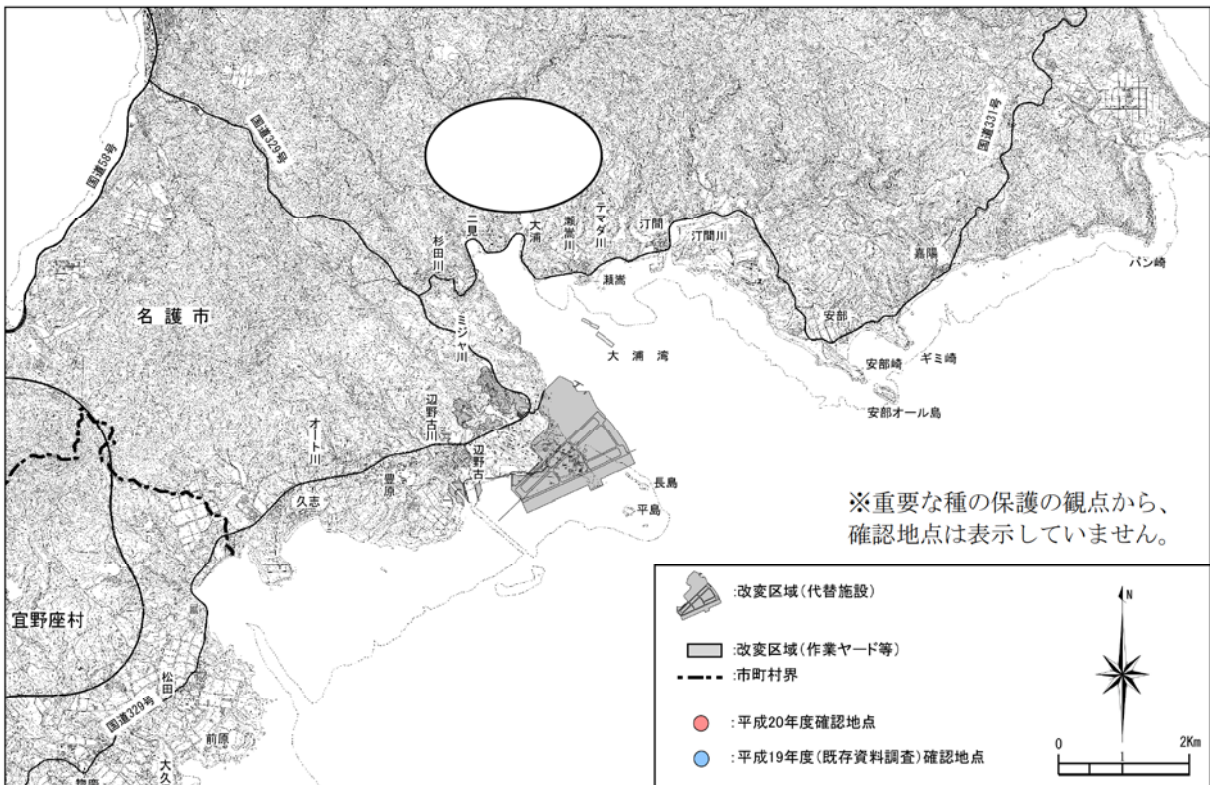 国道58号
国道329号
国道331号
二見
大浦
瀬嵩川
テマダ川
汀間
汀間川
杉田川
瀬嵩
嘉陽
バン崎
名護市
ミジャ川
大浦湾
安部
安部崎
ギミ崎
安部オール島
辺野古川
辺野古
オート川
久志
豊原
長島
平島
※重要な種の保護の観点から、
確認地点は表示していません。
宜野座村
松田
国道329号
前原
大久
:改変区域(代替施設)
:改変区域(作業ヤード等)
:市町村界
:平成20年度確認地点
:平成19年度(既存資料調査)確認地点
N
0
2Km